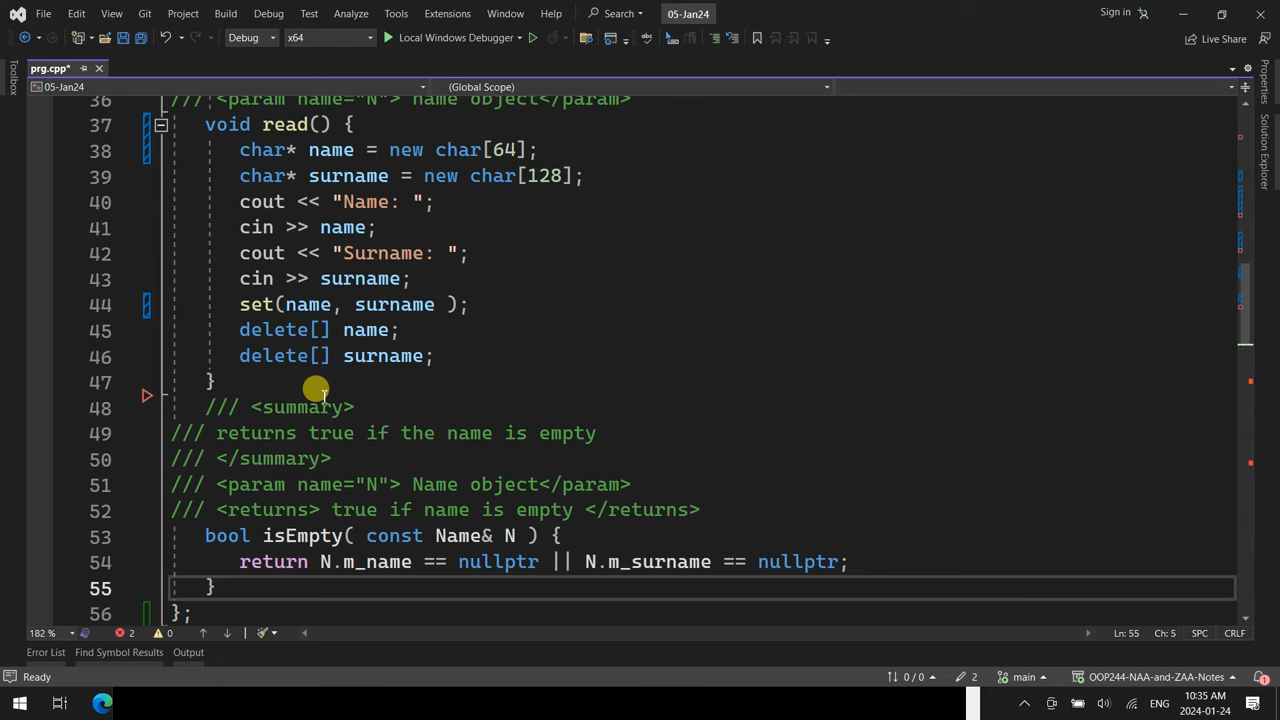 File Edit View Git Project Build Debug Test Analyze Tools Extensions Window Help Search 05-Jan24 Sign in
Debug x64 Local Windows Debugger Live Share
prg.cpp*
05-Jan24 (Global Scope)
Toolbox
Properties
Solution Explorer
36 /// <param name="N"> name object</param>
37 void read() {
38 char* name = new char[64];
39 char* surname = new char[128];
40 cout << "Name: ";
41 cin >> name;
42 cout << "Surname: ";
43 cin >> surname;
44 set(name, surname );
45 delete[] name;
46 delete[] surname;
47 }
48 /// <summary>
49 /// returns true if the name is empty
50 /// </summary>
51 /// <param name="N"> Name object</param>
52 /// <returns> true if name is empty </returns>
53 bool isEmpty( const Name& N ) {
54 return N.m_name == nullptr || N.m_surname == nullptr;
55 }
56 };
182 % 2 0 Ln: 55 Ch: 5 SPC CRLF
Error List Find Symbol Results Output
Ready 0 / 0 2 main OOP244-NAA-and-ZAA-Notes 1
ENG 10:35 AM
2024-01-24